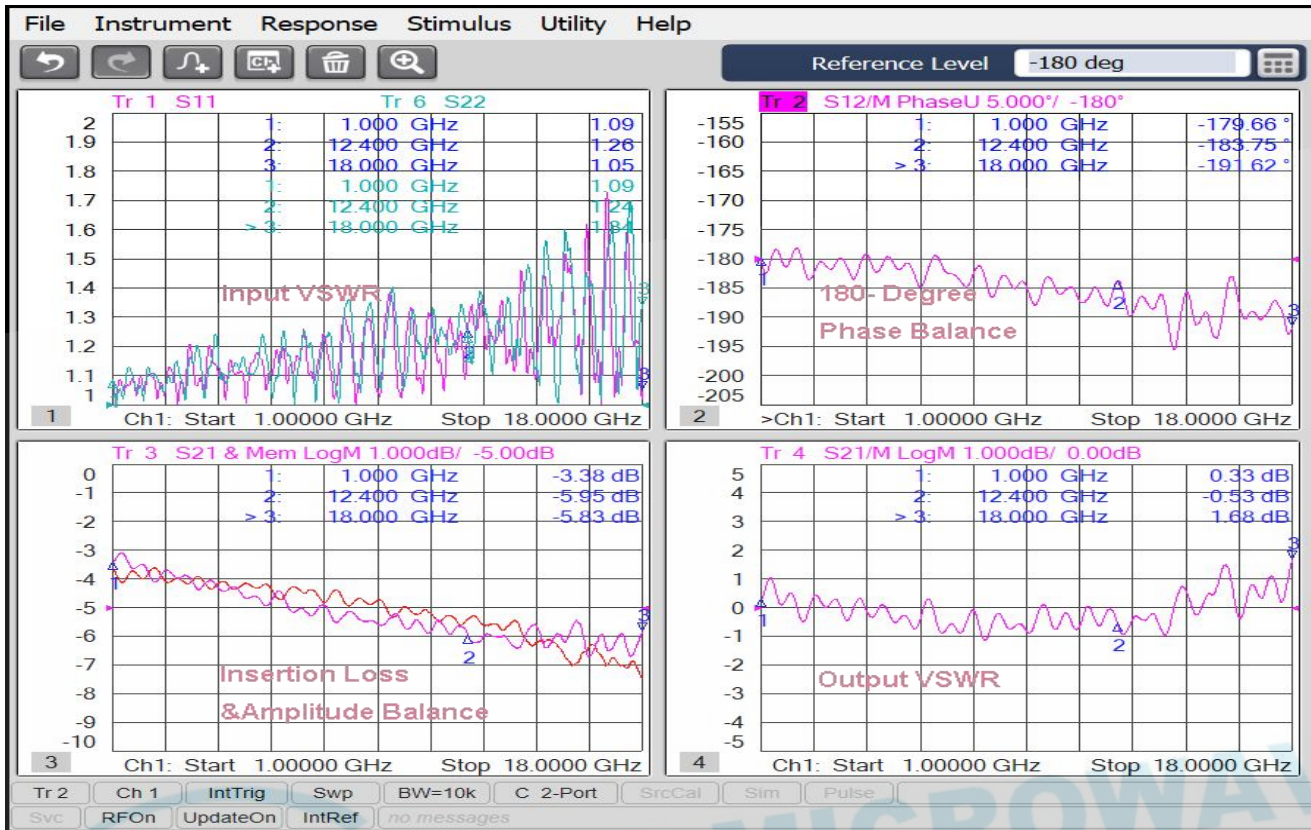 File Instrument Response Stimulus Utility Help
Reference Level -180 deg
Tr 1 S11 Tr 6 S22
1: 1.000 GHz 1.09
2: 12.400 GHz 1.26
3: 18.000 GHz 1.05
1: 1.000 GHz 1.09
2: 12.400 GHz 1.24
> 3: 18.000 GHz 1.34
2
1.9
1.8
1.7
1.6
1.5
1.4
1.3
1.2
1.1
1
Input VSWR
2
3
3
1 Ch1: Start 1.00000 GHz Stop 18.0000 GHz
Tr 2 S12/M PhaseU 5.000°/ -180°
1: 1.000 GHz -179.66 °
2: 12.400 GHz -183.75 °
> 3: 18.000 GHz -191.62 °
-155
-160
-165
-170
-175
-180
-185
-190
-195
-200
-205
1
2
3
180- Degree
Phase Balance
2 >Ch1: Start 1.00000 GHz Stop 18.0000 GHz
Tr 3 S21 & Mem LogM 1.000dB/ -5.00dB
1: 1.000 GHz -3.38 dB
2: 12.400 GHz -5.95 dB
> 3: 18.000 GHz -5.83 dB
0
-1
-2
-3
-4
-5
-6
-7
-8
-9
-10
1
2
3
Insertion Loss
&Amplitude Balance
3 Ch1: Start 1.00000 GHz Stop 18.0000 GHz
Tr 4 S21/M LogM 1.000dB/ 0.00dB
1: 1.000 GHz 0.33 dB
2: 12.400 GHz -0.53 dB
> 3: 18.000 GHz 1.68 dB
5
4
3
2
1
0
-1
-2
-3
-4
-5
1
2
3
Output VSWR
4 Ch1: Start 1.00000 GHz Stop 18.0000 GHz
Tr 2 Ch 1 IntTrig Swp BW=10k C 2-Port SrcCal Sim Pulse
Svc RFOn UpdateOn IntRef no messages